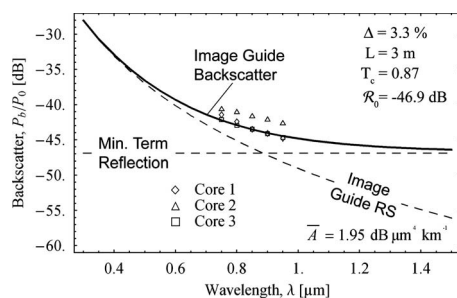 −30.
−35.
−40.
−45.
−50.
−55.
−60.
Backscatter, P_b/P_0 [dB]
Image Guide
Backscatter
Δ = 3.3 %
L = 3 m
T_c = 0.87
ℛ_0 = -46.9 dB
Min. Term
Reflection
◇ Core 1
△ Core 2
□ Core 3
Image
Guide RS
A̅ = 1.95 dB μm⁴ km⁻¹
0.4 0.6 0.8 1. 1.2 1.4
Wavelength, λ [μm]